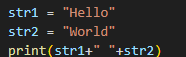 str1 = "Hello"
str2 = "World"
print(str1+" "+str2)